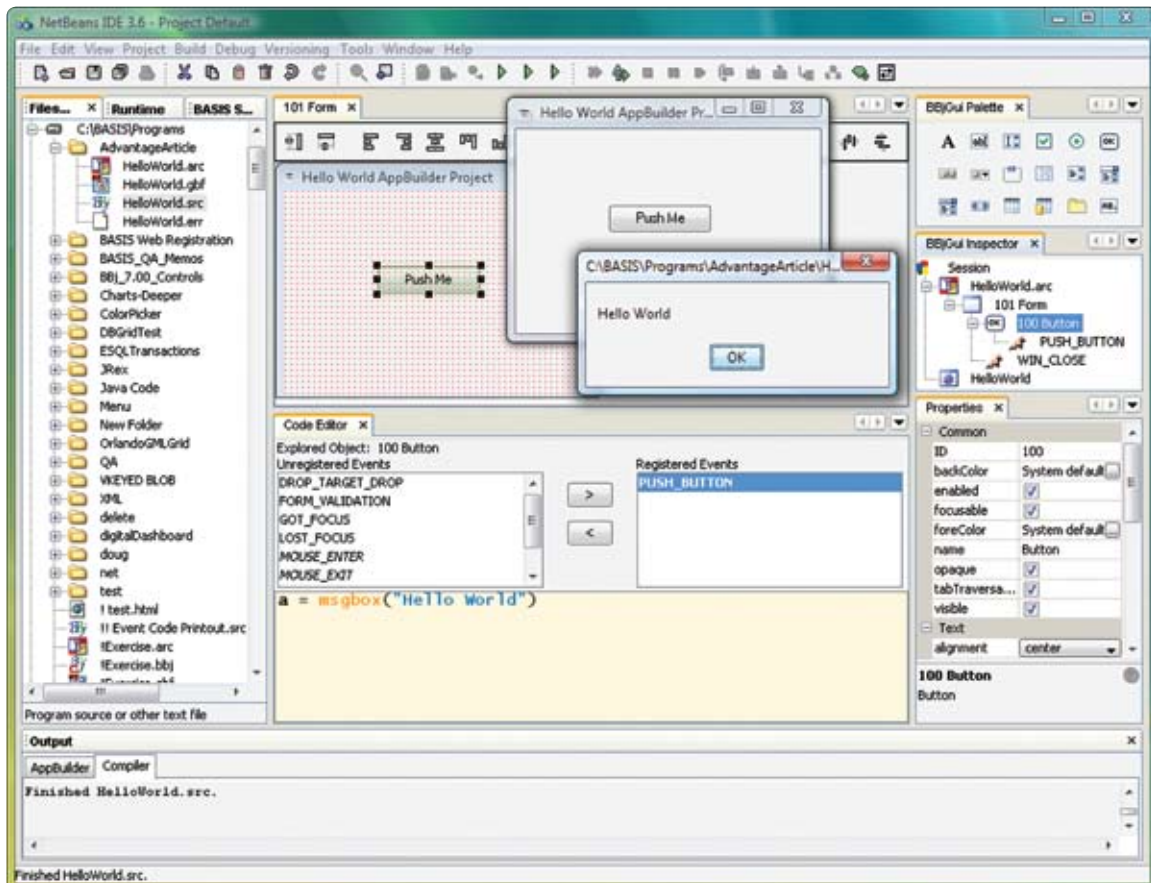 NetBeans IDE 3.6 - Project Default
File Edit View Project Build Debug Versioning Tools Window Help
Files... Runtime BASIS S...
C:\BASIS\Programs
AdvantageArticle
HelloWorld.arc
HelloWorld.gbf
HelloWorld.src
HelloWorld.err
BASIS Web Registration
BASIS_QA_Memos
BBj_7.00_Controls
Charts-Deeper
ColorPicker
DBGridTest
ESQLTransactions
JRex
Java Code
Menu
New Folder
OrlandoGMLGrid
QA
VKEYED BLOB
XML
delete
digitalDashboard
doug
net
test
! test.html
!! Event Code Printout.src
!Exercise.arc
!Exercise.bbj
Program source or other text file
101 Form
Hello World AppBuilder Project
Push Me
Hello World AppBuilder Pr...
Push Me
C:\BASIS\Programs\AdvantageArticle\H...
Hello World
OK
Code Editor
Explored Object: 100 Button
Unregistered Events
DROP_TARGET_DROP
FORM_VALIDATION
GOT_FOCUS
LOST_FOCUS
MOUSE_ENTER
MOUSE_EXIT
>
<
Registered Events
PUSH_BUTTON
a = msgbox("Hello World")
BBjGui Palette
A
BBjGui Inspector
Session
HelloWorld.arc
101 Form
100 Button
PUSH_BUTTON
WIN_CLOSE
HelloWorld
Properties
Common
ID 100
backColor System default ...
enabled
focusable
foreColor System default ...
name Button
opaque
tabTraversa...
visible
Text
alignment center
100 Button
Button
Output
AppBuilder Compiler
Finished HelloWorld.src.
Finished HelloWorld.src.